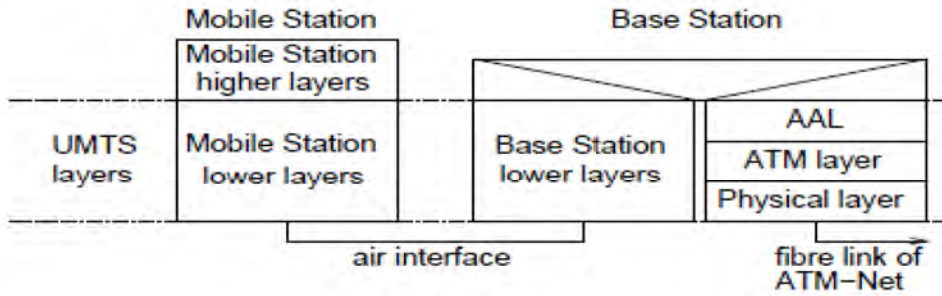 Mobile Station
Base Station
Mobile Station
higher layers
UMTS
layers
Mobile Station
lower layers
Base Station
lower layers
AAL
ATM layer
Physical layer
air interface
fibre link of
ATM−Net